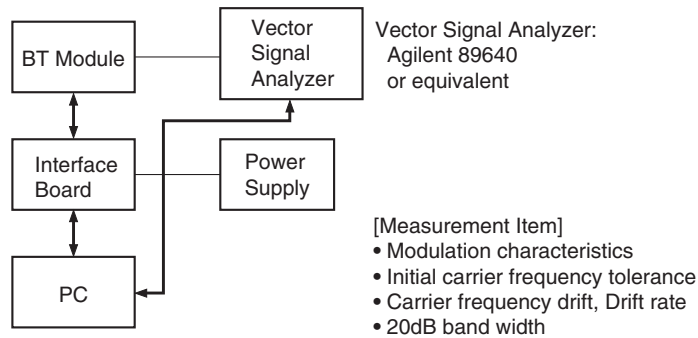 BT Module
Vector
Signal
Analyzer
Vector Signal Analyzer:
Agilent 89640
or equivalent
Interface
Board
Power
Supply
PC
[Measurement Item]
• Modulation characteristics
• Initial carrier frequency tolerance
• Carrier frequency drift, Drift rate
• 20dB band width